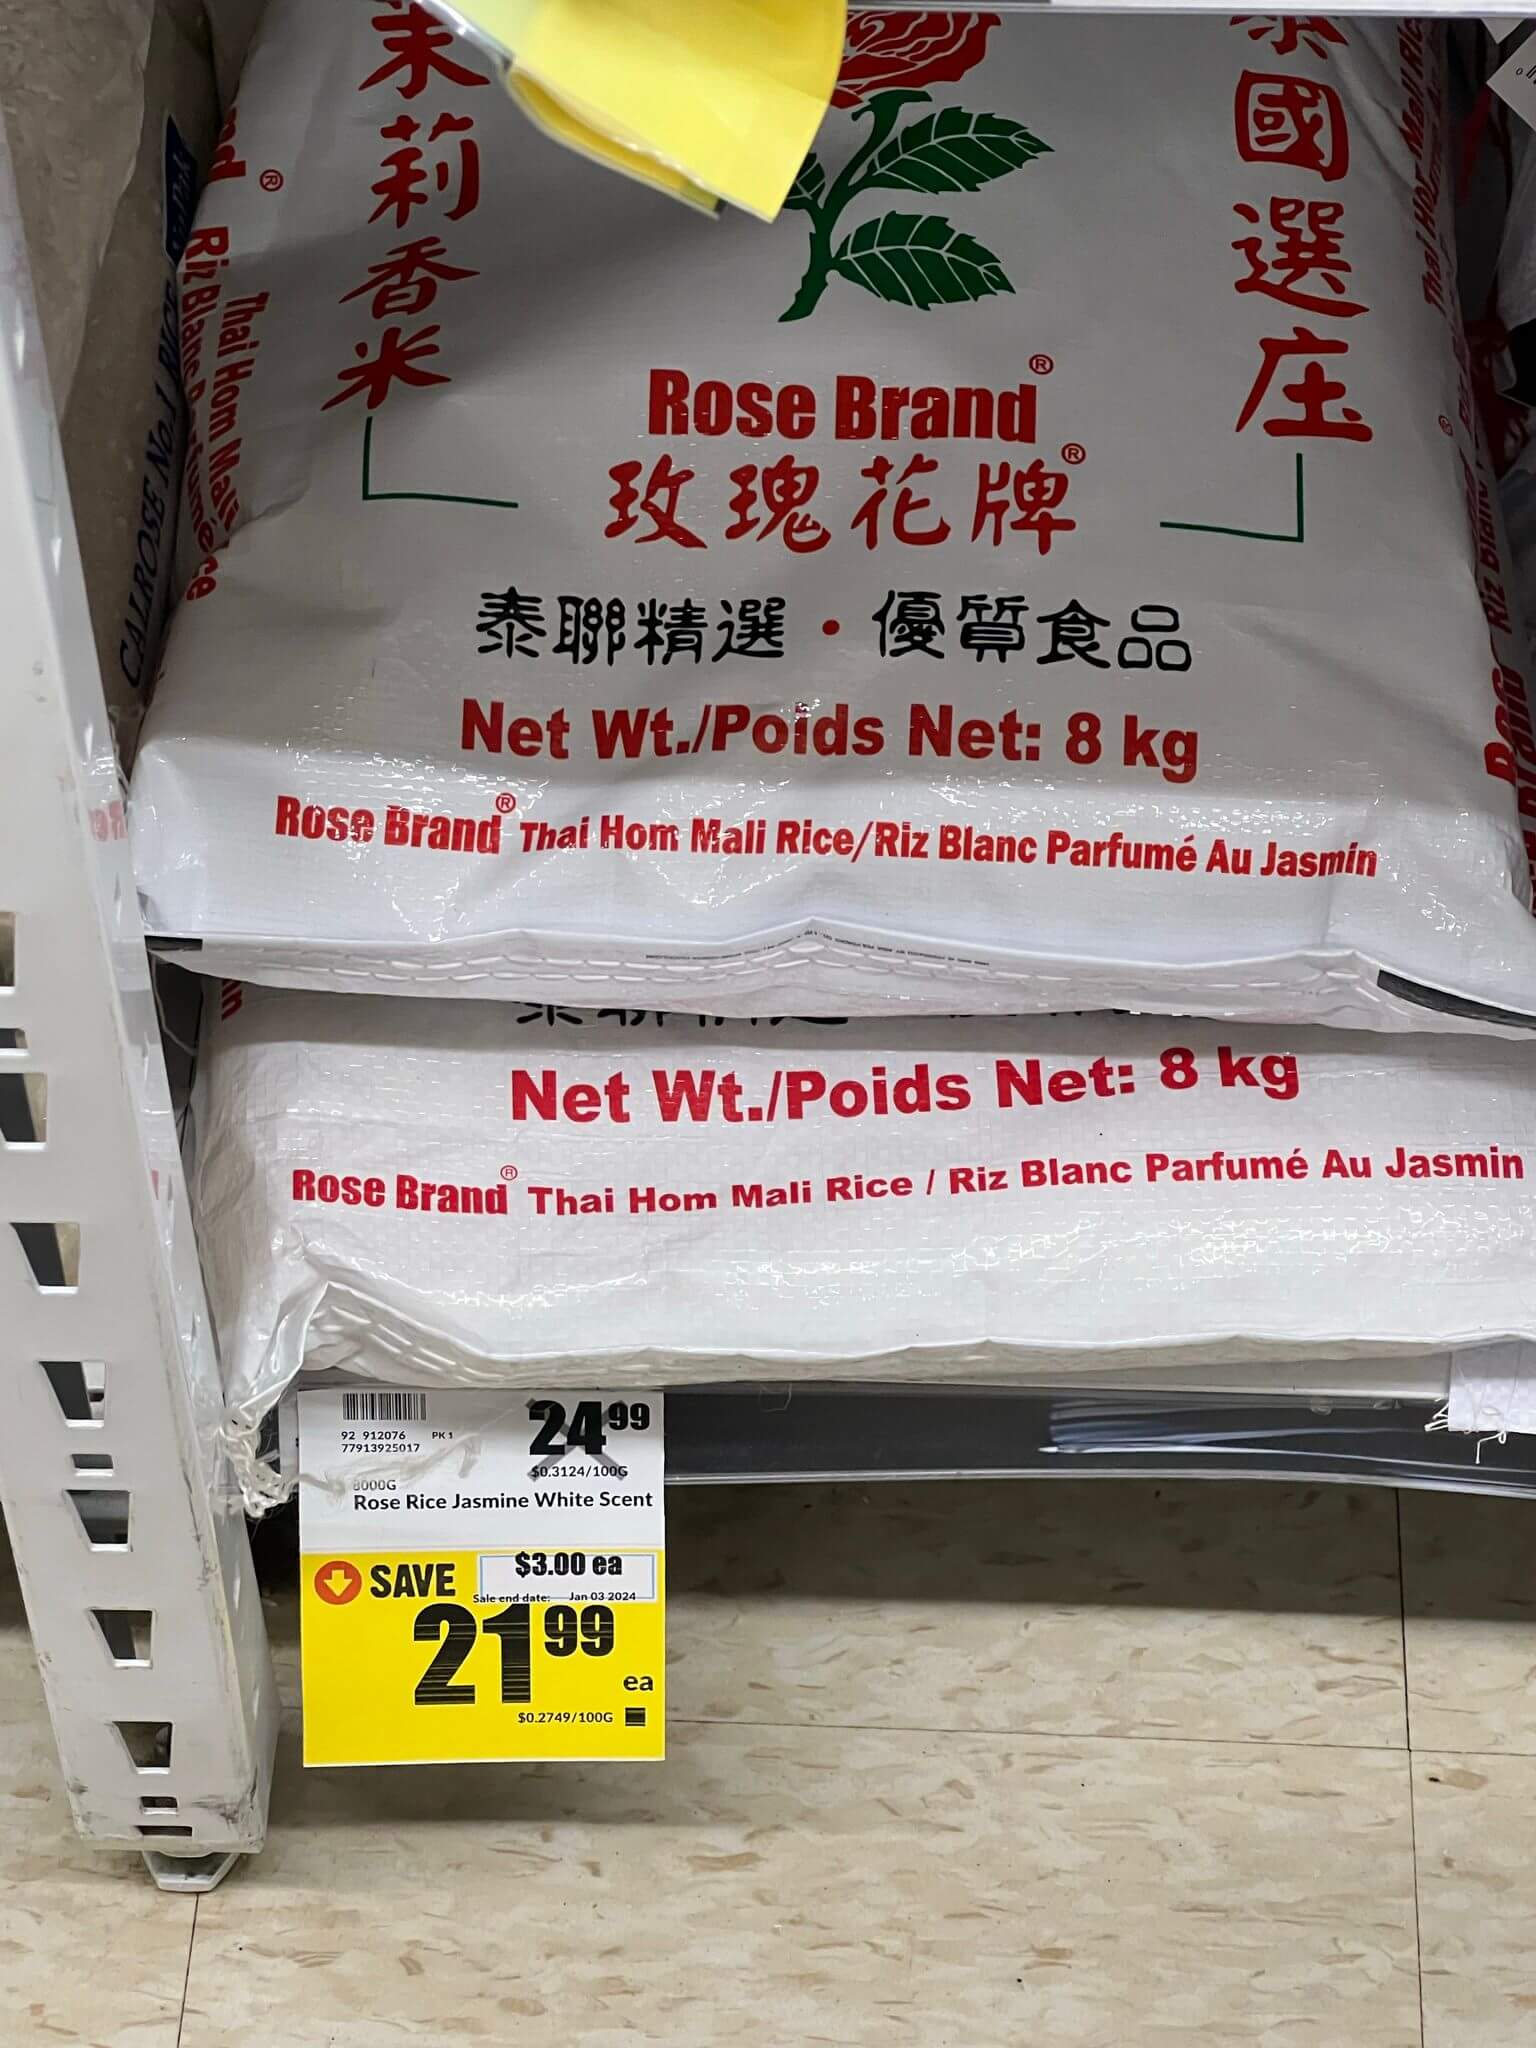 茉莉香米
泰國選庄
Rose Brand®
玫瑰花牌®
泰聯精選·優質食品
Net Wt./Poids Net: 8 kg
Rose Brand® Thai Hom Mali Rice/Riz Blanc Parfumé Au Jasmin
Thai Hom Mali
Riz Blanc
CALROSE No.1 RICE
Net Wt./Poids Net: 8 kg
Rose Brand® Thai Hom Mali Rice / Riz Blanc Parfumé Au Jasmin
92 912076 PK 1
77913925017
24.99
$0.3124/100G
8000G
Rose Rice Jasmine White Scent
SAVE $3.00 ea
Sale end date: Jan 03 2024
21.99 ea
$0.2749/100G